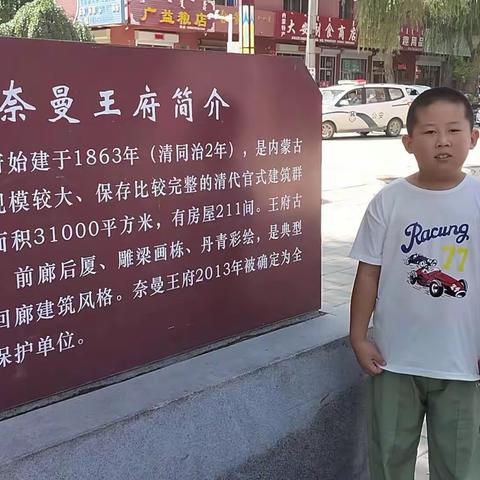 广益粮店
大安副食商店
公安
奈曼王府简介
始建于1863年（清同治2年），是内蒙古
规模较大、保存比较完整的清代官式建筑群
面积31000平方米，有房屋211间。王府古
、前廊后厦、雕梁画栋、丹青彩绘，是典型
回廊建筑风格。奈曼王府2013年被确定为全
保护单位。
Racung
77